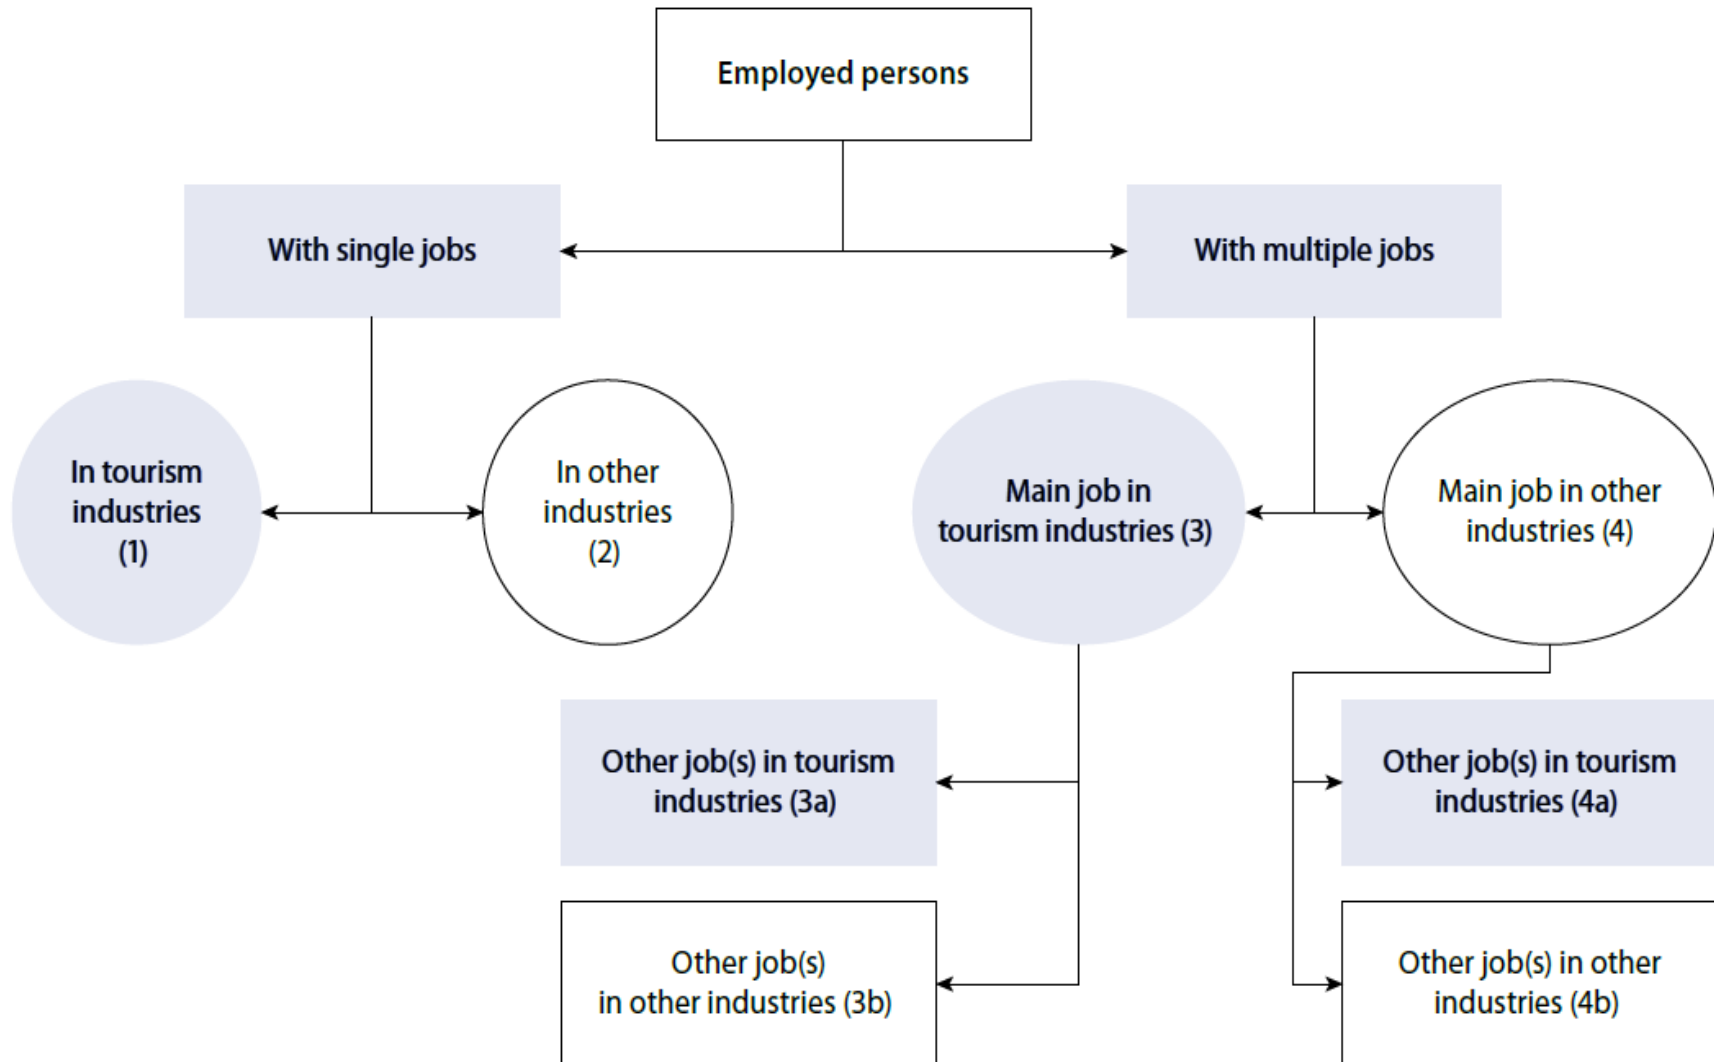 Employed persons
With single jobs
With multiple jobs
In tourism
industries
(1)
In other
industries
(2)
Main job in
tourism industries (3)
Main job in other
industries (4)
Other job(s) in tourism
industries (3a)
Other job(s) in tourism
industries (4a)
Other job(s)
in other industries (3b)
Other job(s) in other
industries (4b)